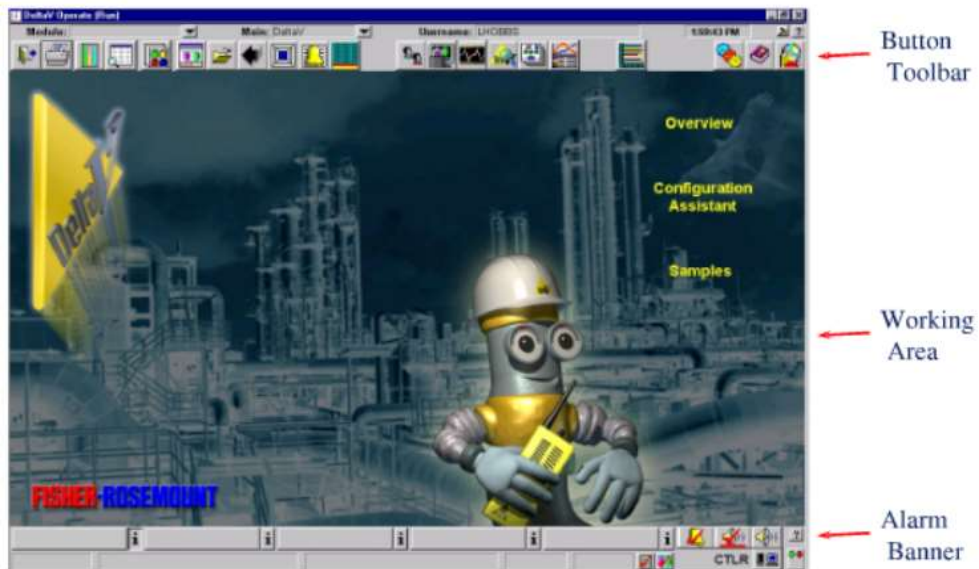 DeltaV Operate (Run)
Module:
Main: DeltaV
Username: LHOBBIS
1:59:43 PM
?
Button
Toolbar
DeltaV
Overview
Configuration
Assistant
Samples
Working
Area
FISHER-ROSEMOUNT
i
i
i
i
i
?
Alarm
Banner
CTLR